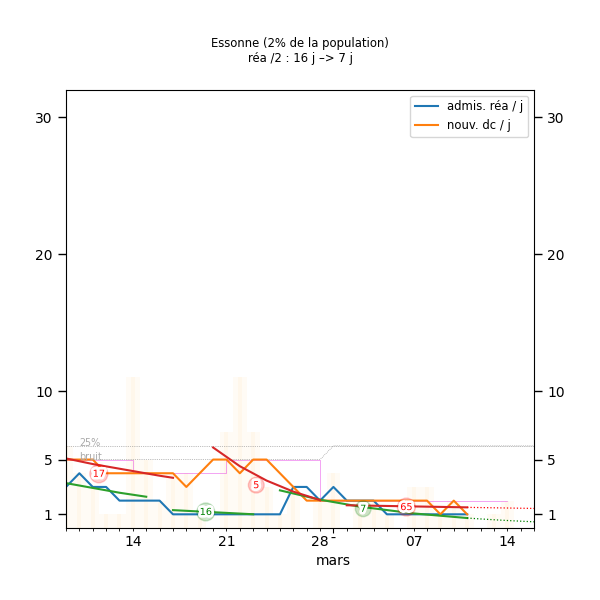 Essonne (2% de la population)
réa /2 : 16 j –> 7 j
admis. réa / j
nouv. dc / j
30 30
20 20
10 10
25%
bruit
5 5
17
5
16
7
65
1 1
14 21 28 07 14
mars